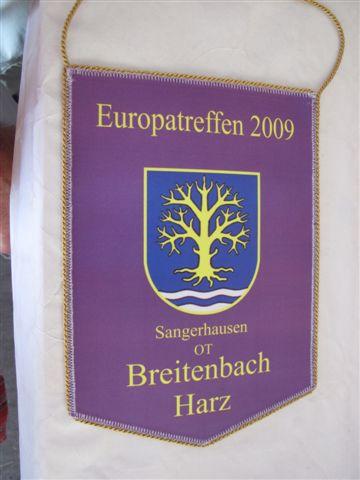 Europatreffen 2009
Sangerhausen
OT
Breitenbach
Harz